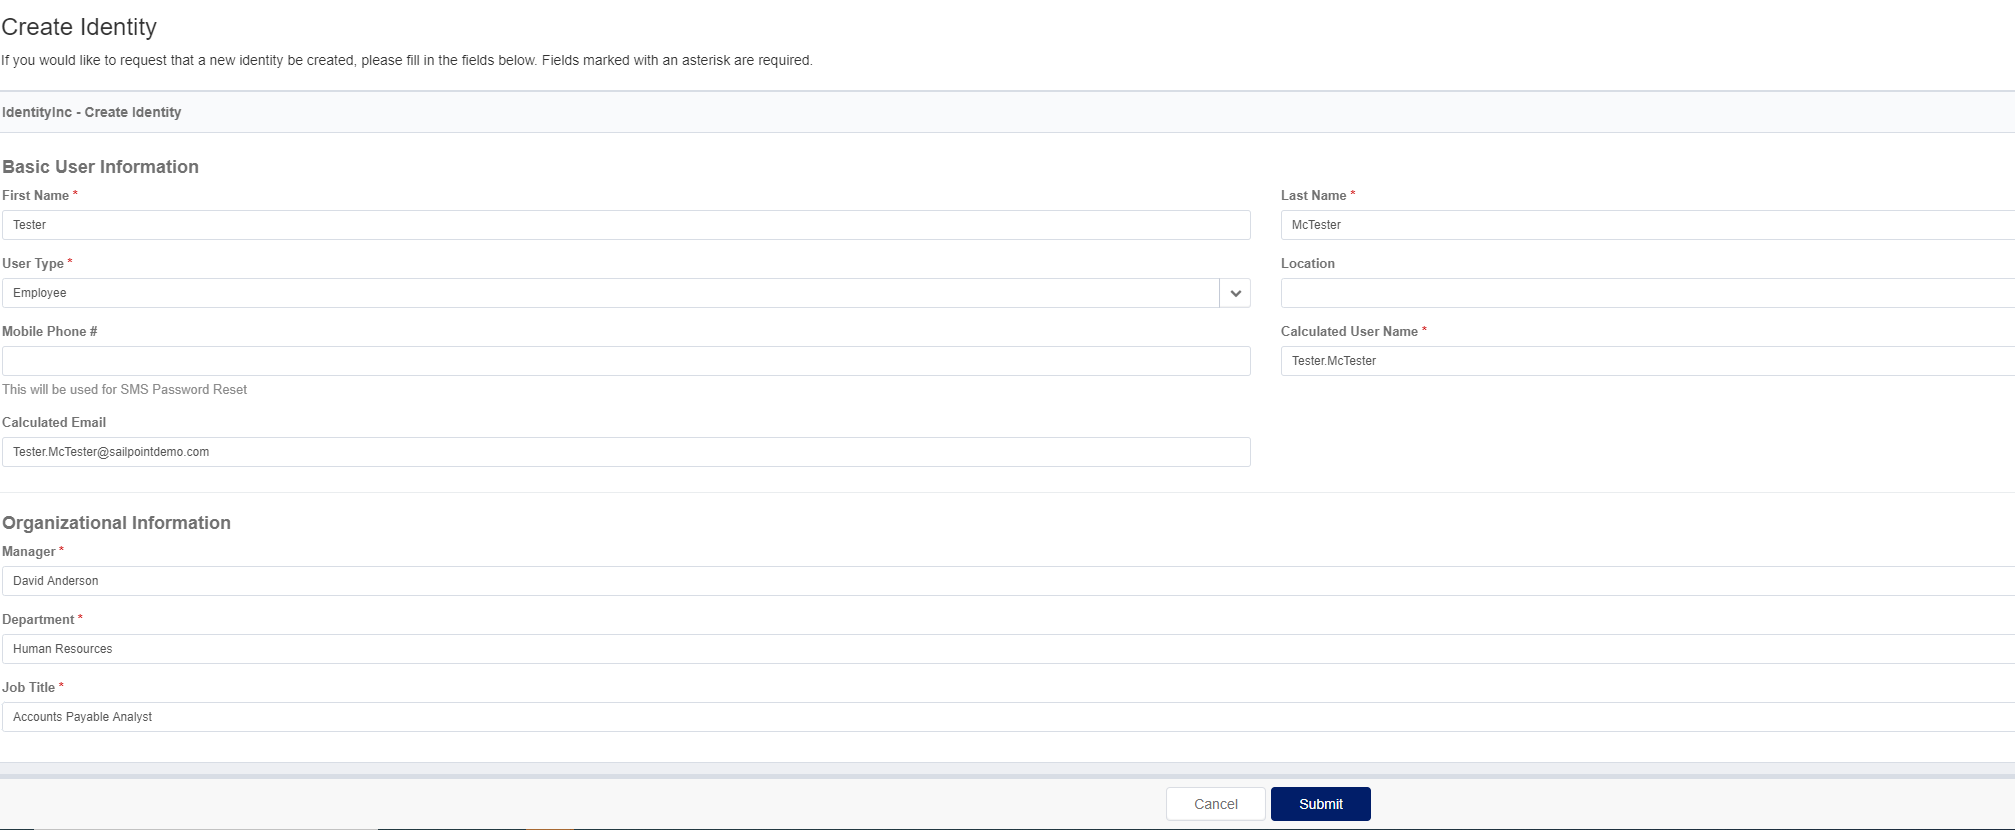 Create Identity
If you would like to request that a new identity be created, please fill in the fields below. Fields marked with an asterisk are required.
IdentityInc - Create Identity
Basic User Information
First Name *
Last Name *
Tester
McTester
User Type *
Location
Employee
Mobile Phone #
Calculated User Name *
Tester.McTester
This will be used for SMS Password Reset
Calculated Email
Tester.McTester@sailpointdemo.com
Organizational Information
Manager *
David Anderson
Department *
Human Resources
Job Title *
Accounts Payable Analyst
Cancel
Submit